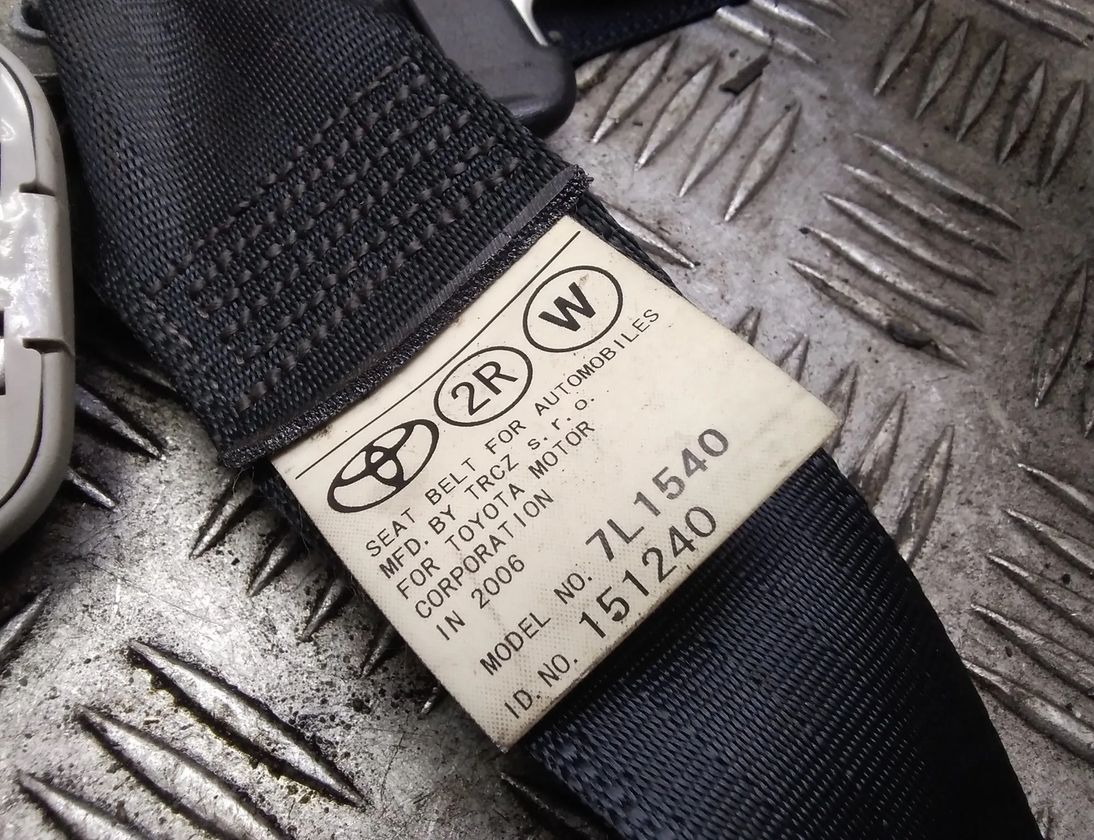 2R W
SEAT BELT FOR AUTOMOBILES
MFD. BY TRCZ s.r.o.
FOR TOYOTA MOTOR
CORPORATION
IN 2006
MODEL NO. 7L1540
ID.NO. 151240